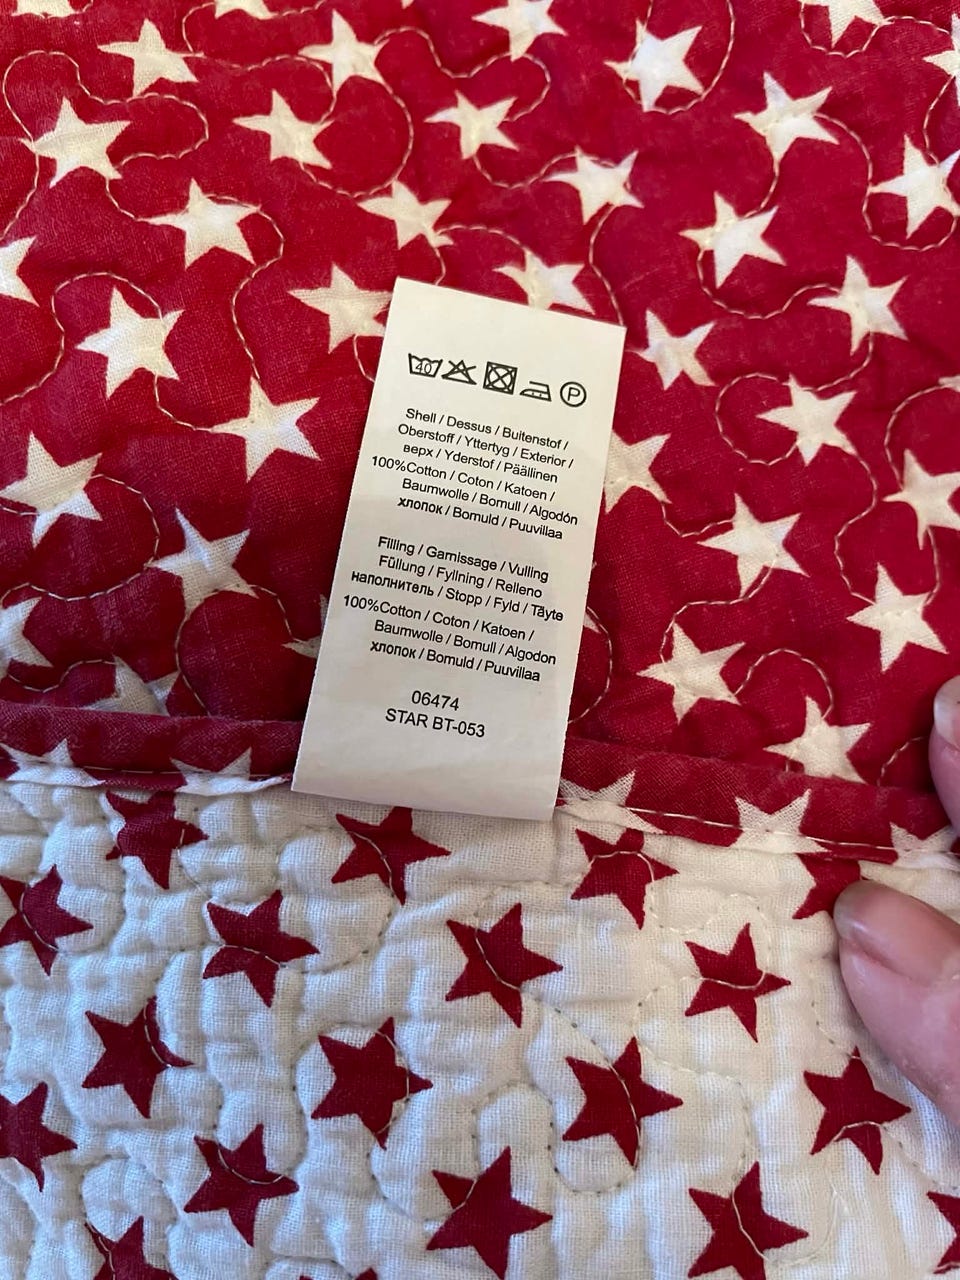 40
P
Shell / Dessus / Buitenstof /
Oberstoff / Yttertyg / Exterior /
верх / Yderstof / Päällinen
100%Cotton / Coton / Katoen /
Baumwolle / Bomull / Algodón
хлопок / Bomuld / Puuvillaa
Filling / Garnissage / Vulling
Füllung / Fyllning / Relleno
наполнитель / Stopp / Fyld / Täyte
100%Cotton / Coton / Katoen /
Baumwolle / Bomull / Algodon
хлопок / Bomuld / Puuvillaa
06474
STAR BT-053